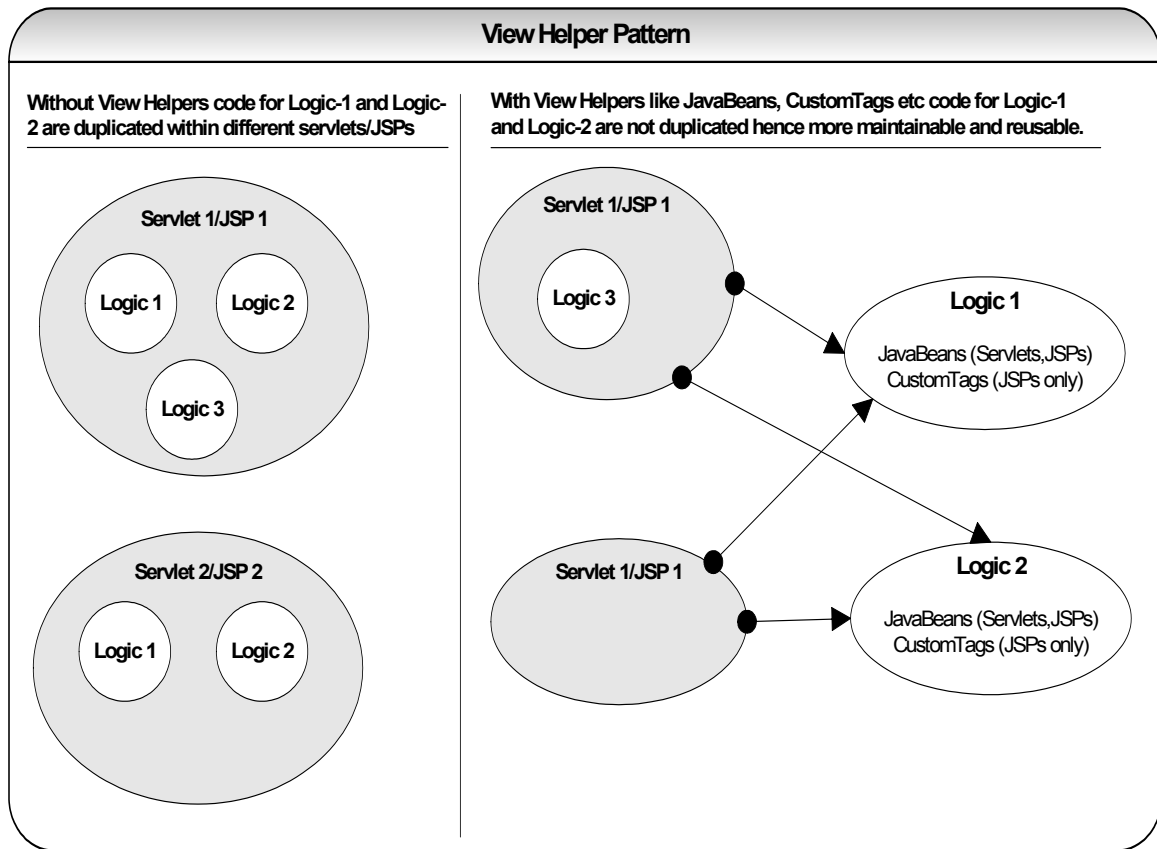 View Helper Pattern
Without View Helpers code for Logic-1 and Logic-
2 are duplicated within different servlets/JSPs
Servlet 1/JSP 1
Logic 1
Logic 2
Logic 3
Servlet 2/JSP 2
Logic 1
Logic 2
With View Helpers like JavaBeans, CustomTags etc code for Logic-1
and Logic-2 are not duplicated hence more maintainable and reusable.
Servlet 1/JSP 1
Logic 3
Logic 1
JavaBeans (Servlets,JSPs)
CustomTags (JSPs only)
Servlet 1/JSP 1
Logic 2
JavaBeans (Servlets,JSPs)
CustomTags (JSPs only)